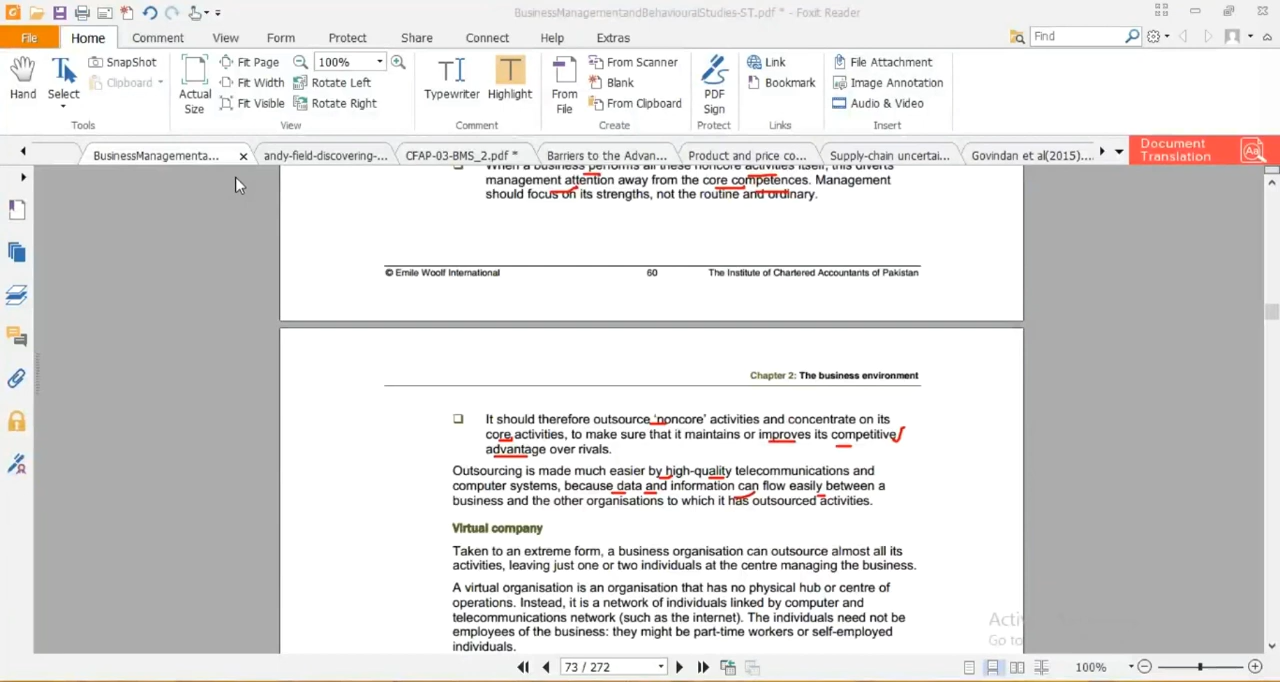 BusinessManagementandBehaviouralStudies-ST.pdf * - Foxit Reader
File Home Comment View Form Protect Share Connect Help Extras Find
Hand Select SnapShot Clipboard Actual Size Fit Page Fit Width Fit Visible 100% Rotate Left Rotate Right Typewriter Highlight From File From Scanner Blank From Clipboard PDF Sign Link Bookmark File Attachment Image Annotation Audio & Video
Tools View Comment Create Protect Links Insert
BusinessManagementa... andy-field-discovering-... CFAP-03-BMS_2.pdf * Barriers to the Advan... Product and price co... Supply-chain uncertai... Govindan et al(2015).... Document Translation
When a business performs all these noncore activities itself, this diverts
management attention away from the core competences. Management
should focus on its strengths, not the routine and ordinary.
© Emile Woolf International 60 The Institute of Chartered Accountants of Pakistan
Chapter 2: The business environment
It should therefore outsource 'noncore' activities and concentrate on its
core activities, to make sure that it maintains or improves its competitive
advantage over rivals.
Outsourcing is made much easier by high-quality telecommunications and
computer systems, because data and information can flow easily between a
business and the other organisations to which it has outsourced activities.
Virtual company
Taken to an extreme form, a business organisation can outsource almost all its
activities, leaving just one or two individuals at the centre managing the business.
A virtual organisation is an organisation that has no physical hub or centre of
operations. Instead, it is a network of individuals linked by computer and
telecommunications network (such as the internet). The individuals need not be
employees of the business: they might be part-time workers or self-employed
individuals.
Go to
73 / 272 100%